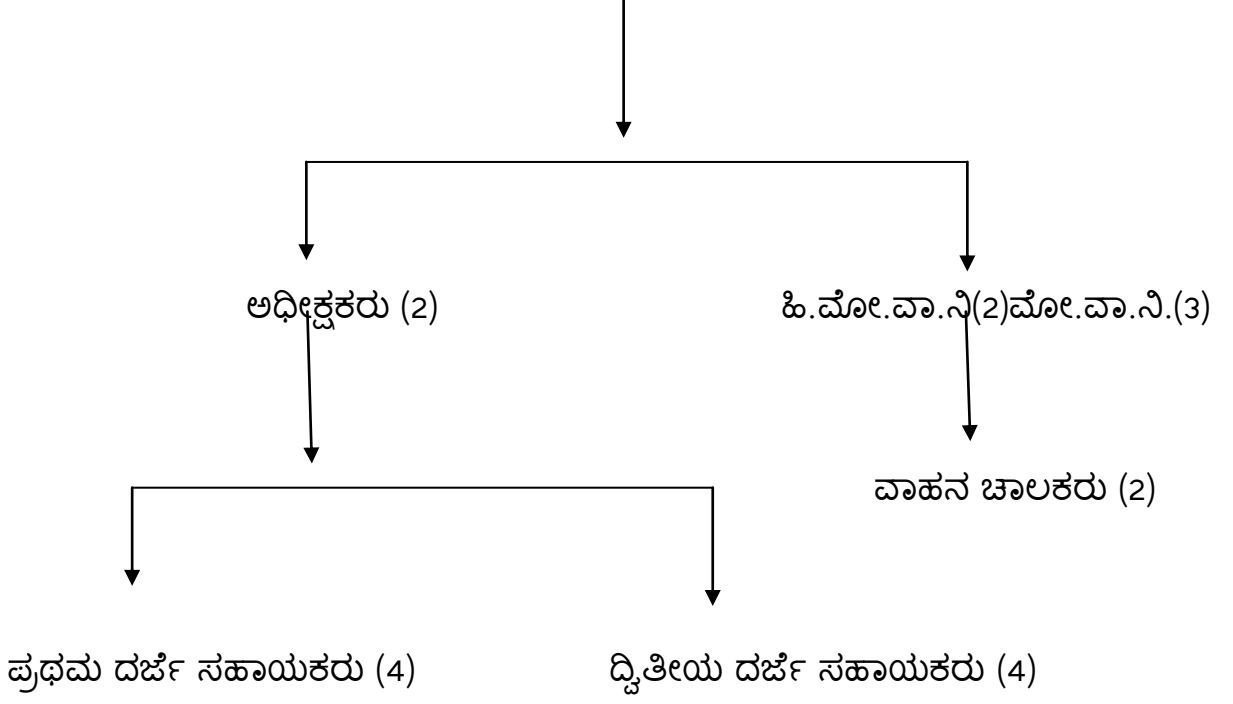 ಅಧೀಕ್ಷಕರು (2) ಹಿ.ಮೋ.ವಾ.ನಿ(2)ಮೋ.ವಾ.ನಿ.(3)
ವಾಹನ ಚಾಲಕರು (2)
ಪ್ರಥಮ ದರ್ಜೆ ಸಹಾಯಕರು (4) ದ್ವಿತೀಯ ದರ್ಜೆ ಸಹಾಯಕರು (4)